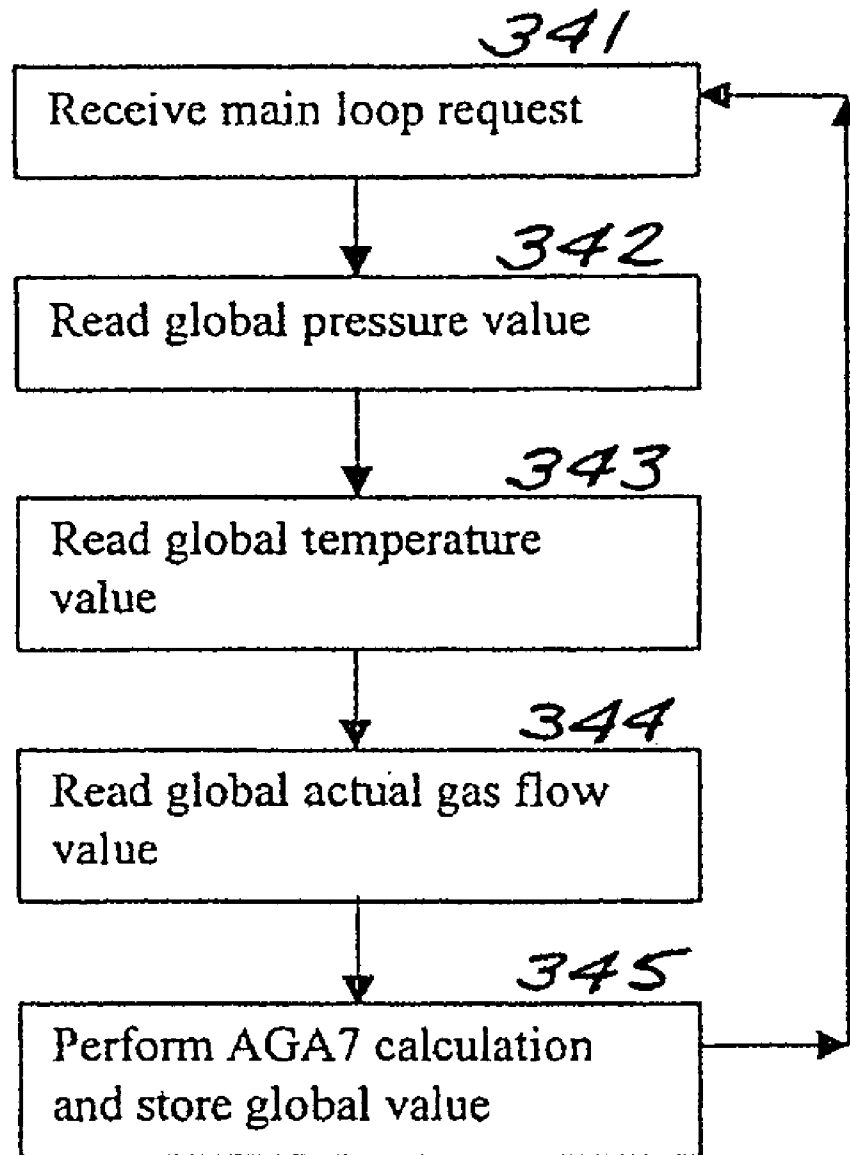 341
Receive main loop request
342
Read global pressure value
343
Read global temperature
value
344
Read global actual gas flow
value
345
Perform AGA7 calculation
and store global value